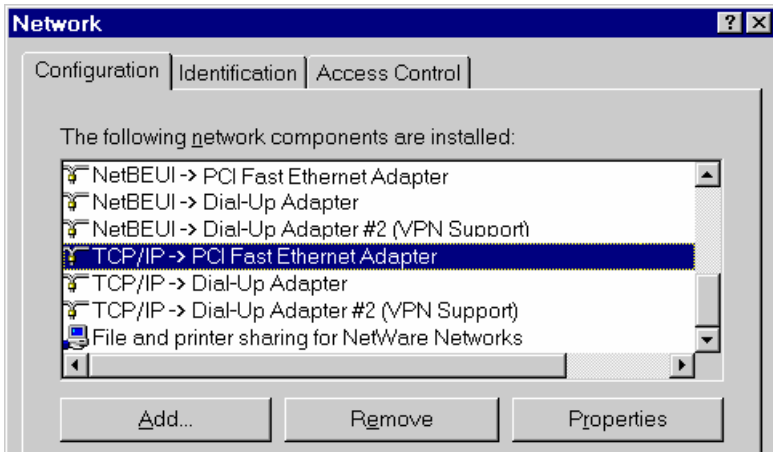 Network
Configuration Identification Access Control
The following network components are installed:
NetBEUI -> PCI Fast Ethernet Adapter
NetBEUI -> Dial-Up Adapter
NetBEUI -> Dial-Up Adapter #2 (VPN Support)
TCP/IP -> PCI Fast Ethernet Adapter
TCP/IP -> Dial-Up Adapter
TCP/IP -> Dial-Up Adapter #2 (VPN Support)
File and printer sharing for NetWare Networks
Add... Remove Properties